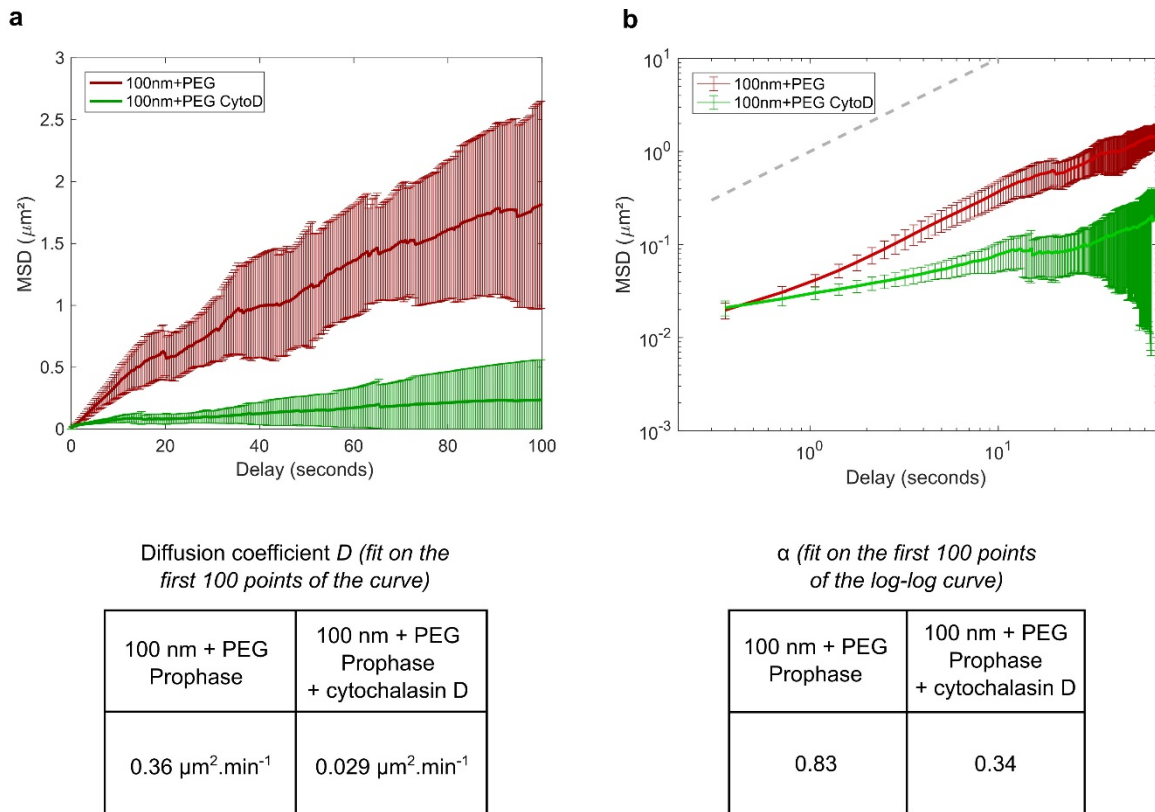 a
3
2.5
2
1.5
1
0.5
0
MSD (µm²)
100nm+PEG
100nm+PEG CytoD
0 20 40 60 80 100
Delay (seconds)
b
10¹
10⁰
10⁻¹
10⁻²
10⁻³
MSD (µm²)
100nm+PEG
100nm+PEG CytoD
10⁰ 10¹
Delay (seconds)
Diffusion coefficient D (fit on the
first 100 points of the curve)
100 nm + PEG
Prophase
100 nm + PEG
Prophase
+ cytochalasin D
0.36 µm².min⁻¹
0.029 µm².min⁻¹
α (fit on the first 100 points
of the log-log curve)
100 nm + PEG
Prophase
100 nm + PEG
Prophase
+ cytochalasin D
0.83
0.34